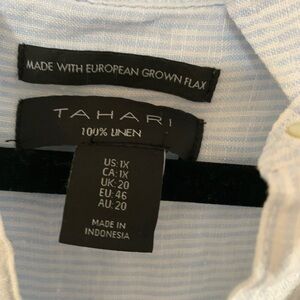 MADE WITH EUROPEAN GROWN FLAX
TAHARI
100% LINEN
US: 1X
CA: 1X
UK: 20
EU: 46
AU: 20
MADE IN
INDONESIA